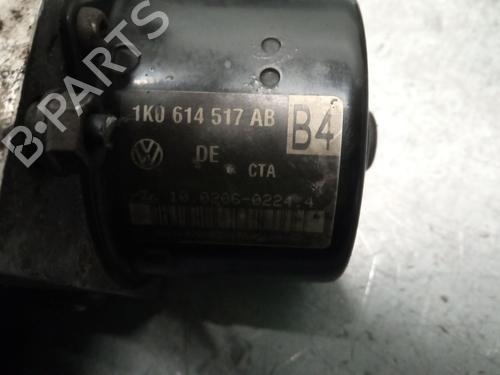 B-PARTS
1K0 614 517 AB
B4
DE
CTA
10.0206-0224.4